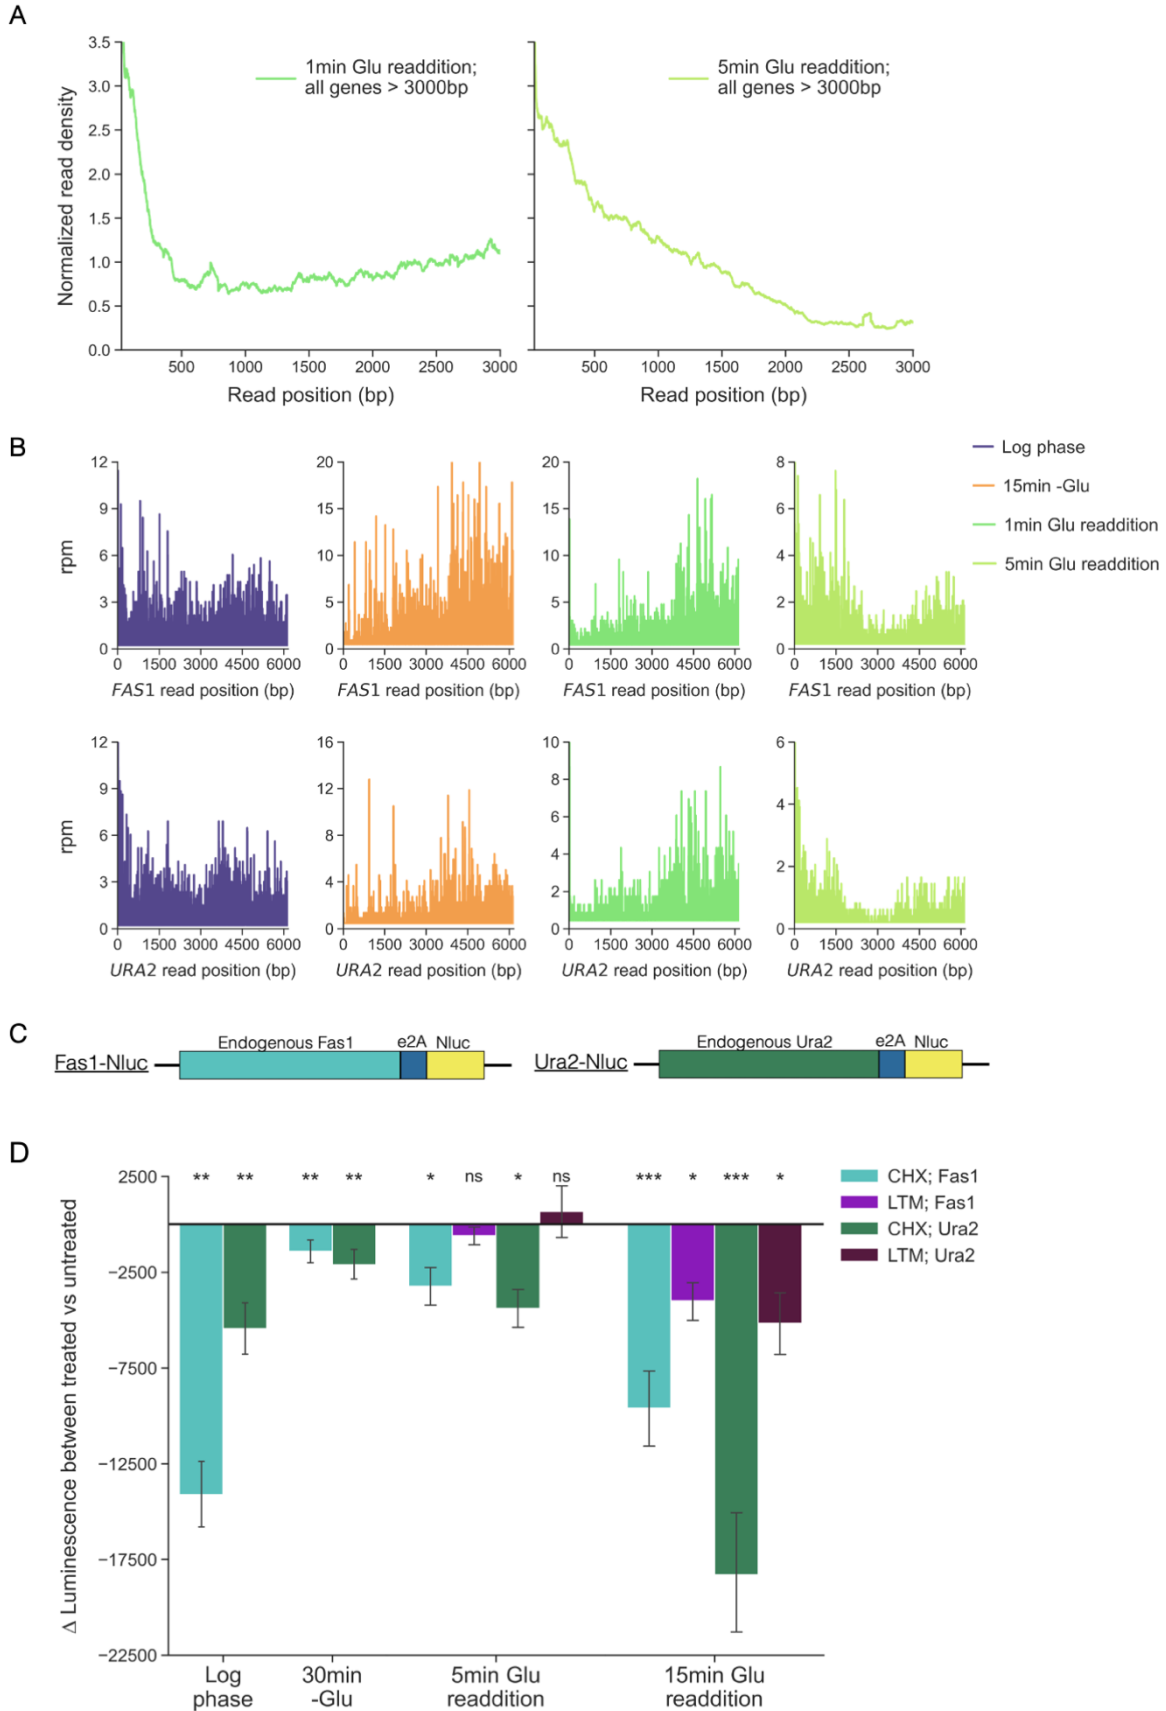 A
3.5
3.0
2.5
2.0
1.5
1.0
0.5
0.0
Normalized read density
1min Glu readdition;
all genes > 3000bp
500 1000 1500 2000 2500 3000
Read position (bp)
5min Glu readdition;
all genes > 3000bp
500 1000 1500 2000 2500 3000
Read position (bp)
B
Log phase
15min -Glu
1min Glu readdition
5min Glu readdition
12
9
6
3
0
rpm
0 1500 3000 4500 6000
FAS1 read position (bp)
20
15
10
5
0
0 1500 3000 4500 6000
FAS1 read position (bp)
20
15
10
5
0
0 1500 3000 4500 6000
FAS1 read position (bp)
8
6
4
2
0
0 1500 3000 4500 6000
FAS1 read position (bp)
12
9
6
3
0
rpm
0 1500 3000 4500 6000
URA2 read position (bp)
16
12
8
4
0
0 1500 3000 4500 6000
URA2 read position (bp)
10
8
6
4
2
0
0 1500 3000 4500 6000
URA2 read position (bp)
6
4
2
0
0 1500 3000 4500 6000
URA2 read position (bp)
C
Fas1-Nluc
Endogenous Fas1 e2A Nluc
Ura2-Nluc
Endogenous Ura2 e2A Nluc
D
2500
−2500
−7500
−12500
−17500
−22500
Δ Luminescence between treated vs untreated
** ** ** ** * ns * ns *** * *** *
CHX; Fas1
LTM; Fas1
CHX; Ura2
LTM; Ura2
Log
phase
30min
-Glu
5min Glu
readdition
15min Glu
readdition